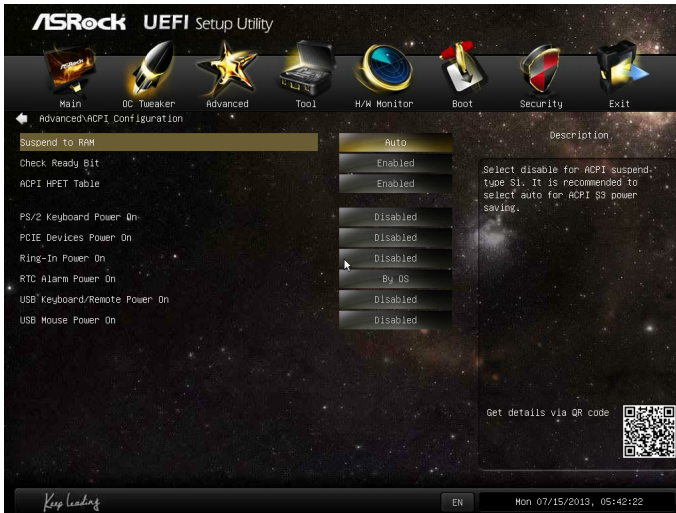 ASRock UEFI Setup Utility
ASRock
Main OC Tweaker Advanced Tool H/W Monitor Boot Security Exit
Advanced\ACPI Configuration
Suspend to RAM Auto
Check Ready Bit Enabled
ACPI HPET Table Enabled
PS/2 Keyboard Power On Disabled
PCIE Devices Power On Disabled
Ring-In Power On Disabled
RTC Alarm Power On By OS
USB Keyboard/Remote Power On Disabled
USB Mouse Power On Disabled
Description
Select disable for ACPI suspend
type S1. It is recommended to
select auto for ACPI S3 power
saving.
Get details via QR code
Keep Leading
EN
Mon 07/15/2013, 05:42:22